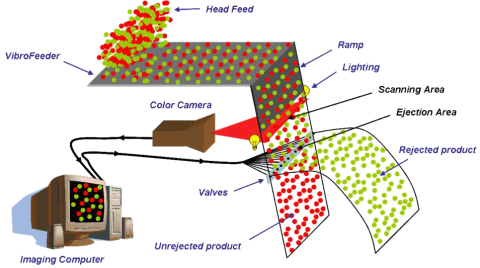 Head Feed
VibroFeeder
Ramp
Lighting
Color Camera
Scanning Area
Ejection Area
Rejected product
Valves
Unrejected product
Imaging Computer